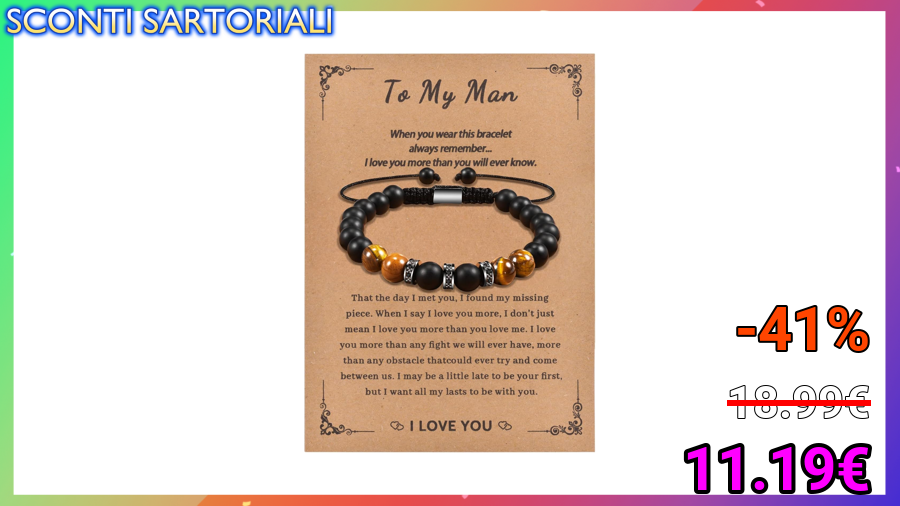 SCONTI SARTORIALI
To My Man
When you wear this bracelet
always remember...
I love you more than you will ever know.
That the day I met you, I found my missing
piece. When I say I love you more, I don't just
mean I love you more than you love me. I love
you more than any fight we will ever have, more
than any obstacle thatcould ever try and come
between us. I may be a little late to be your first,
but I want all my lasts to be with you.
I LOVE YOU
-41%
18.99€
11.19€